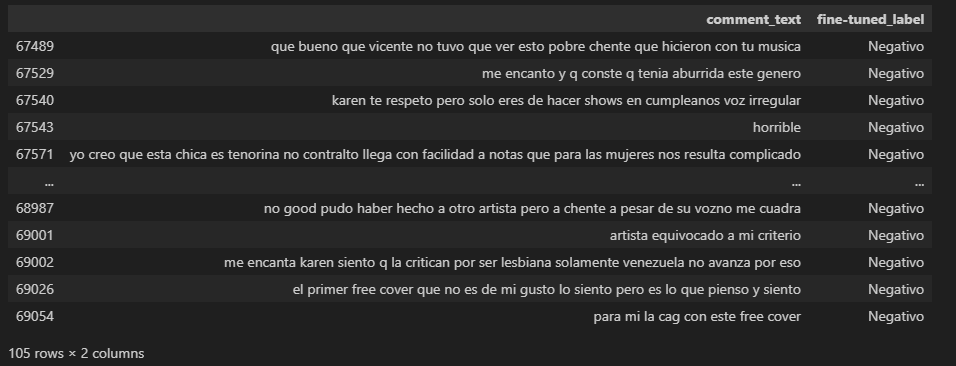 comment_text fine-tuned_label
67489 que bueno que vicente no tuvo que ver esto pobre chente que hicieron con tu musica Negativo
67529 me encanto y q conste q tenia aburrida este genero Negativo
67540 karen te respeto pero solo eres de hacer shows en cumpleanos voz irregular Negativo
67543 horrible Negativo
67571 yo creo que esta chica es tenorina no contralto llega con facilidad a notas que para las mujeres nos resulta complicado Negativo
... ... ...
68987 no good pudo haber hecho a otro artista pero a chente a pesar de su vozno me cuadra Negativo
69001 artista equivocado a mi criterio Negativo
69002 me encanta karen siento q la critican por ser lesbiana solamente venezuela no avanza por eso Negativo
69026 el primer free cover que no es de mi gusto lo siento pero es lo que pienso y siento Negativo
69054 para mi la cag con este free cover Negativo
105 rows × 2 columns